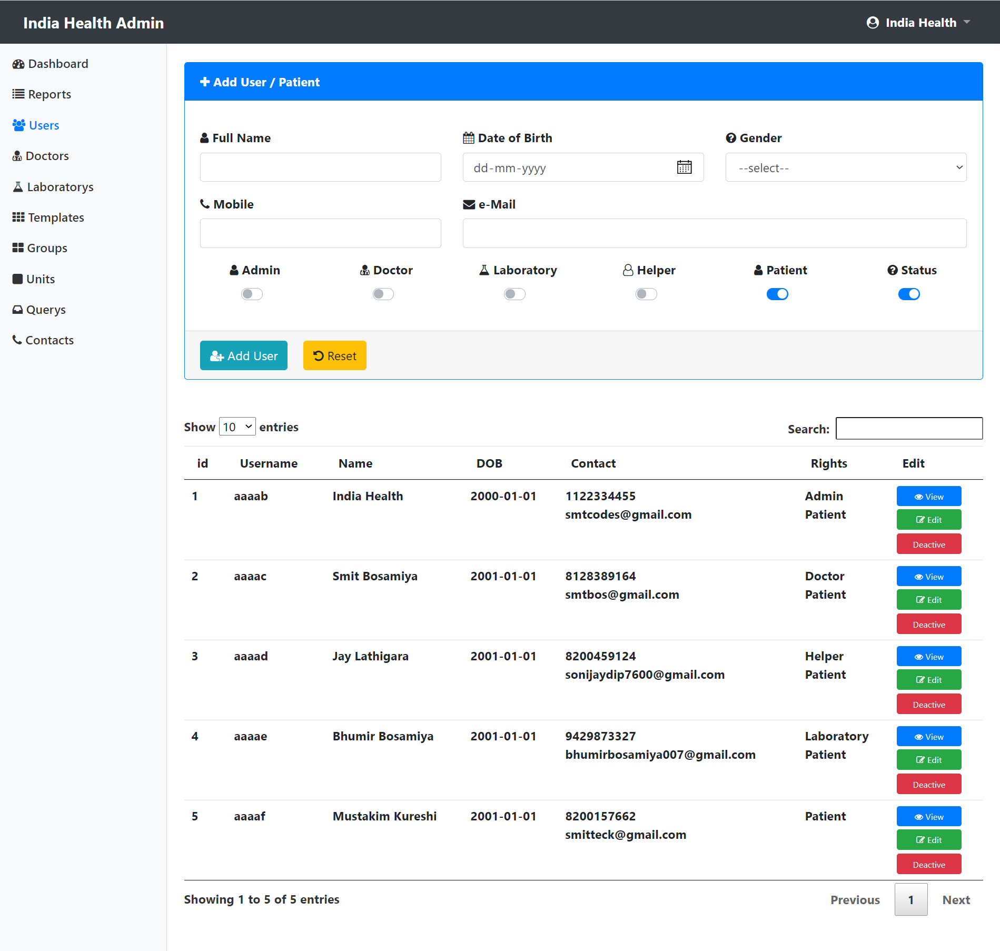 India Health Admin
India Health
Dashboard
Reports
Users
Doctors
Laboratorys
Templates
Groups
Units
Querys
Contacts
Add User / Patient
Full Name
Date of Birth
Gender
dd-mm-yyyy
--select--
Mobile
e-Mail
Admin
Doctor
Laboratory
Helper
Patient
Status
Add User
Reset
Show 10 entries
Search:
id Username Name DOB Contact Rights Edit
1 aaaab India Health 2000-01-01 1122334455 Admin View
smtcodes@gmail.com Patient Edit
Deactive
2 aaaac Smit Bosamiya 2001-01-01 8128389164 Doctor View
smtbos@gmail.com Patient Edit
Deactive
3 aaaad Jay Lathigara 2001-01-01 8200459124 Helper View
sonijaydip7600@gmail.com Patient Edit
Deactive
4 aaaae Bhumir Bosamiya 2001-01-01 9429873327 Laboratory View
bhumirbosamiya007@gmail.com Patient Edit
Deactive
5 aaaaf Mustakim Kureshi 2001-01-01 8200157662 Patient View
smitteck@gmail.com Edit
Deactive
Showing 1 to 5 of 5 entries
Previous 1 Next